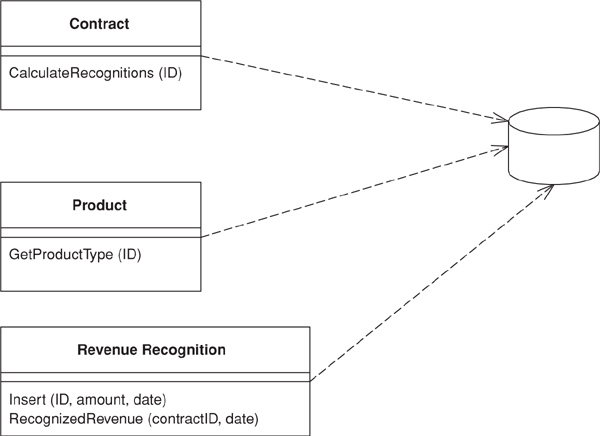 Contract
CalculateRecognitions (ID)
Product
GetProductType (ID)
Revenue Recognition
Insert (ID, amount, date)
RecognizedRevenue (contractID, date)